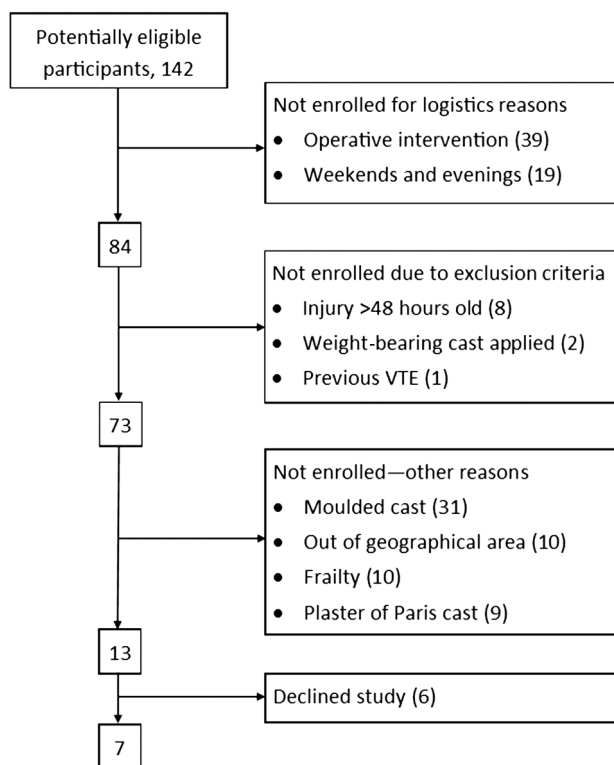 Potentially eligible
participants, 142
Not enrolled for logistics reasons
• Operative intervention (39)
• Weekends and evenings (19)
84
Not enrolled due to exclusion criteria
• Injury >48 hours old (8)
• Weight-bearing cast applied (2)
• Previous VTE (1)
73
Not enrolled—other reasons
• Moulded cast (31)
• Out of geographical area (10)
• Frailty (10)
• Plaster of Paris cast (9)
13
Declined study (6)
7